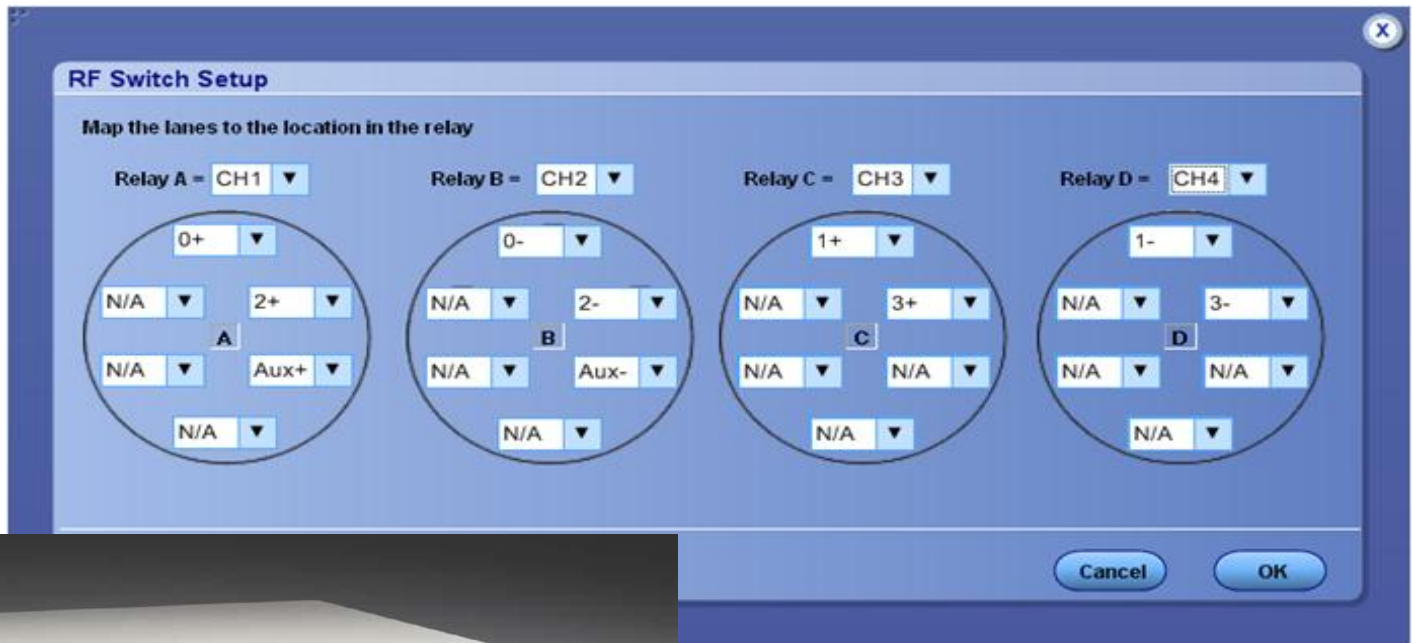 X
RF Switch Setup
Map the lanes to the location in the relay
Relay A = CH1 Relay B = CH2 Relay C = CH3 Relay D = CH4
0+ 0- 1+ 1-
N/A 2+ N/A 2- N/A 3+ N/A 3-
A B C D
N/A Aux+ N/A Aux- N/A N/A N/A N/A
N/A N/A N/A N/A
Cancel OK